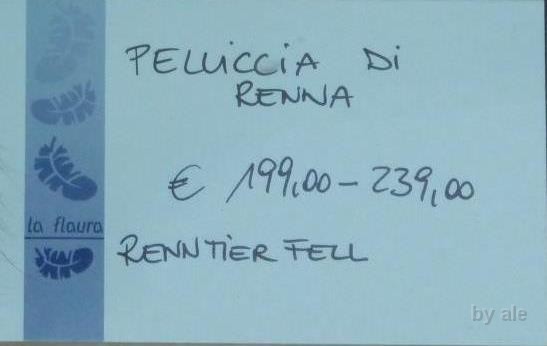 PELLICCIA DI
RENNA
€ 199,00 - 239,00
la flaura
RENNTIER FELL
by ale